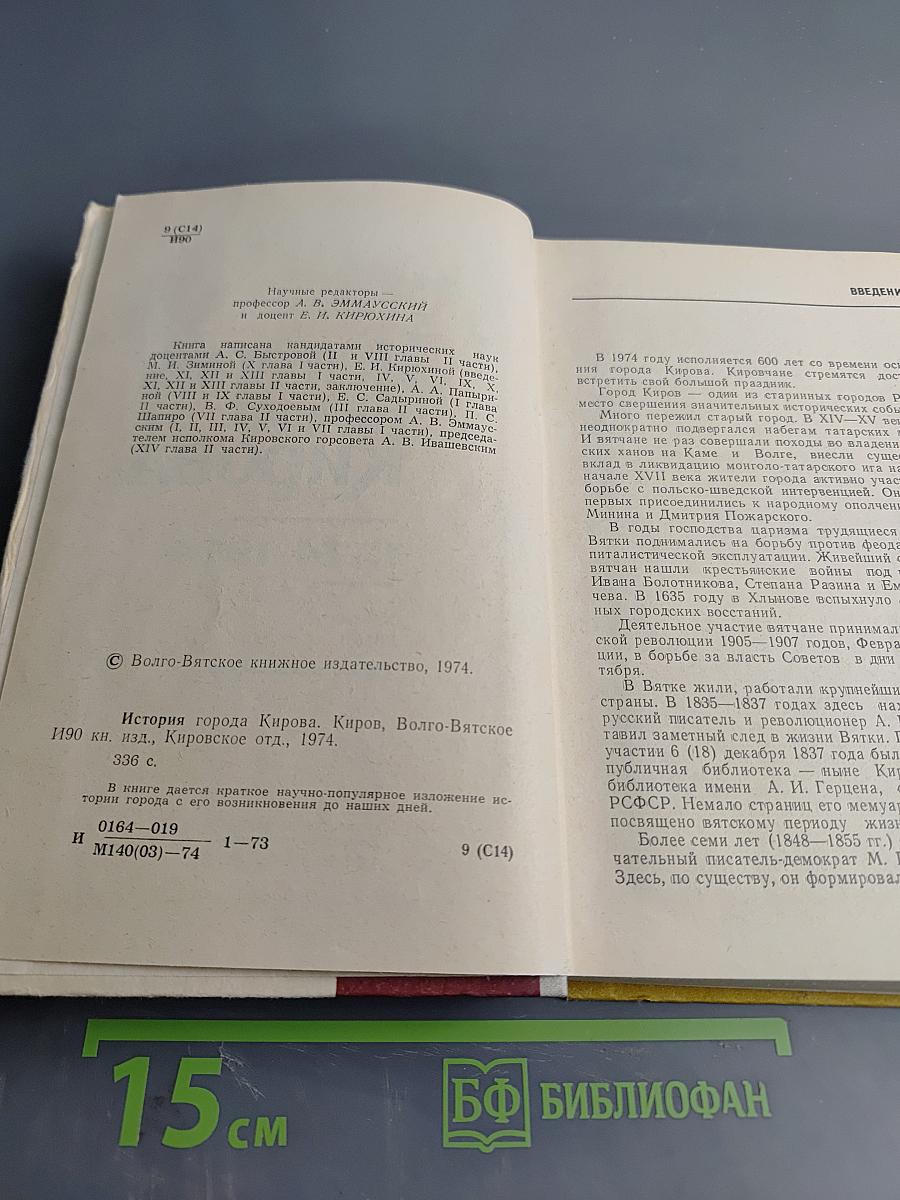 9 (С14)
И90
Научные редакторы —
профессор А. В. ЭММАУССКИЙ
и доцент Е. И. КИРЮХИНА
Книга написана кандидатами исторических наук
доцентами А. С. Быстровой (II и VIII главы II части),
М. И. Зиминой (X глава I части), Е. И. Кирюхиной (введе-
ние, XI, XII и XIII главы I части, IV, V, VI, IX, X,
XI, XII и XIII главы II части, заключение), А. А. Папыри-
ной (VIII и IX главы I части), Е. С. Садыриной (I глава
II части), В. Ф. Суходоевым (III глава II части), П. С.
Шапиро (VII глава II части), профессором А. В. Эммаус-
ским (I, II, III, IV, V, VI и VII главы I части), председа-
телем исполкома Кировского горсовета А. В. Ивашевским
(XIV глава II части).
© Волго-Вятское книжное издательство, 1974.
История города Кирова. Киров, Волго-Вятское
И90 кн. изд., Кировское отд., 1974.
336 с.
В книге дается краткое научно-популярное изложение ис-
тории города с его возникновения до наших дней.
И 0164—019
М140(03)—74 1—73 9 (С14)
ВВЕДЕНИ
В 1974 году исполняется 600 лет со времени осн
ния города Кирова. Кировчане стремятся дос
встретить свой большой праздник.
Город Киров — один из старинных городов Р
место свершения значительных исторических собы
Много пережил старый город. В XIV—XV ве
неоднократно подвергался набегам татарских
И вятчане не раз совершали походы во владени
ских ханов на Каме и Волге, внесли сущес
вклад в ликвидацию монголо-татарского ига на
начале XVII века жители города активно учас
борьбе с польско-шведской интервенцией. Он
первых присоединились к народному ополчен
Минина и Дмитрия Пожарского.
В годы господства царизма трудящиеся
Вятки поднимались на борьбу против феода
питалистической эксплуатации. Живейший о
вятчан нашли крестьянские войны под
Ивана Болотникова, Степана Разина и Ем
чева. В 1635 году в Хлынове вспыхнуло
ных городских восстаний.
Деятельное участие вятчане принимал
ской революции 1905—1907 годов, Февра
ции, в борьбе за власть Советов в дни
тября.
В Вятке жили, работали крупнейши
страны. В 1835—1837 годах здесь нах
русский писатель и революционер А.
тавил заметный след в жизни Вятки. П
участии 6 (18) декабря 1837 года был
публичная библиотека — ныне Кир
библиотека имени А. И. Герцена,
РСФСР. Немало страниц его мемуар
посвящено вятскому периоду жизн
Более семи лет (1848—1855 гг.)
чательный писатель-демократ М.
Здесь, по существу, он формировал
15 см
БФ БИБЛИОФАН